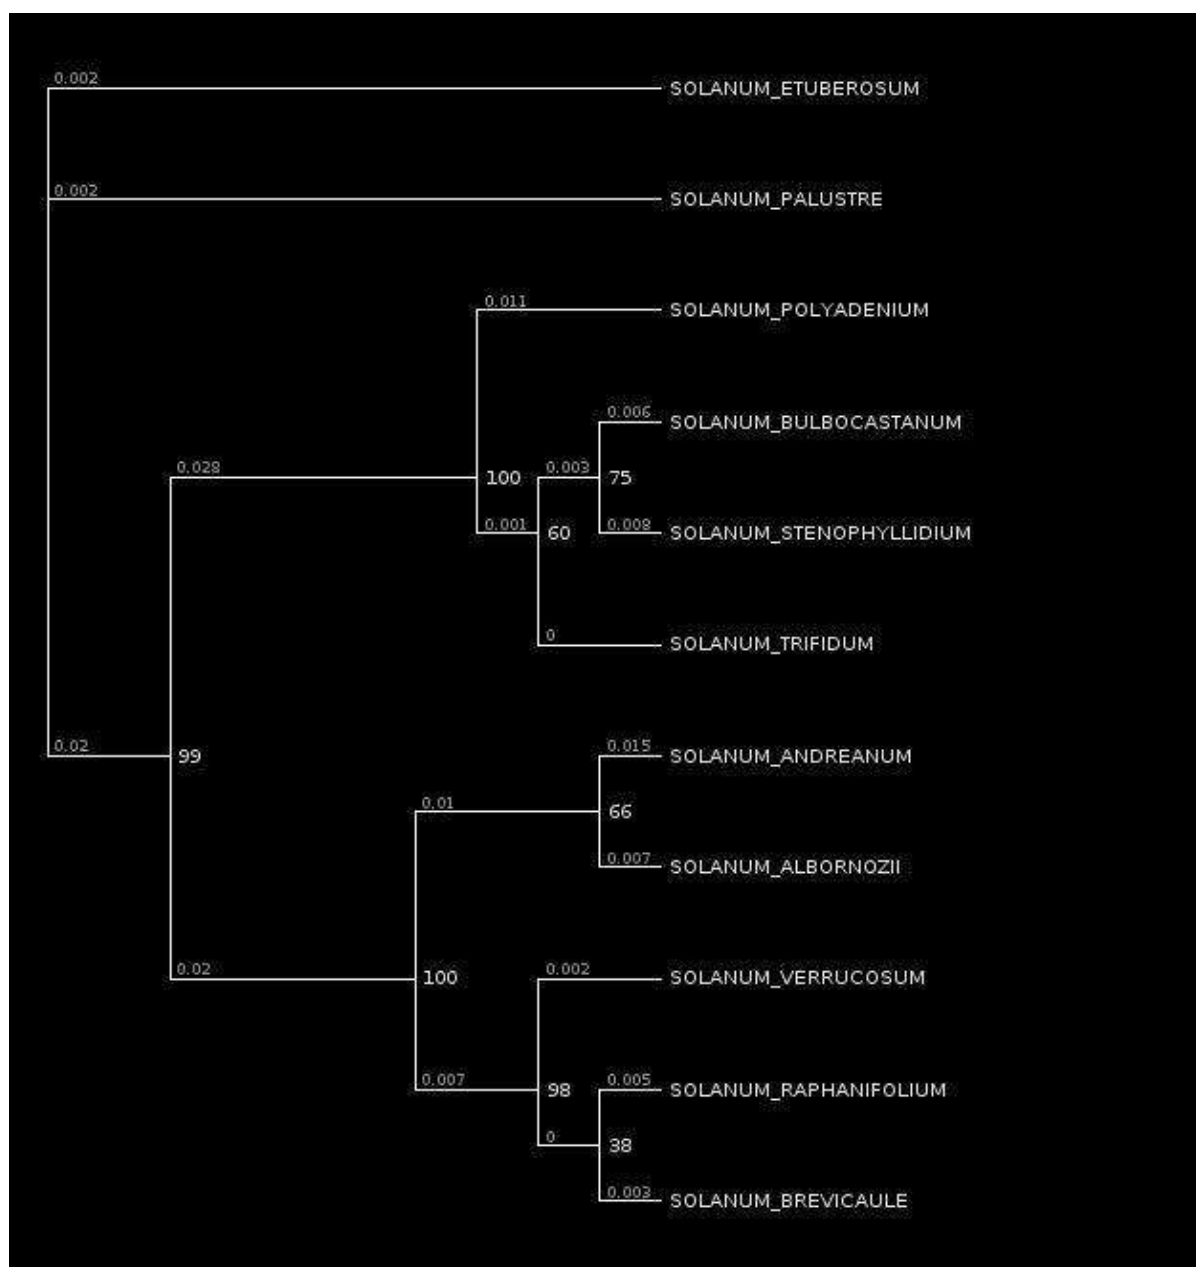 0.002
SOLANUM_ETUBEROSUM
0.002
SOLANUM_PALUSTRE
0.011
SOLANUM_POLYADENIUM
0.006
SOLANUM_BULBOCASTANUM
0.028
0.003
100
75
0.001
0.008
60
SOLANUM_STENOPHYLLIDIUM
0
SOLANUM_TRIFIDUM
0.02
99
0.015
SOLANUM_ANDREANUM
0.01
66
0.007
SOLANUM_ALBORNOZII
0.02
100
0.002
SOLANUM_VERRUCOSUM
0.007
98
0.005
SOLANUM_RAPHANIFOLIUM
0
38
0.003
SOLANUM_BREVICAULE